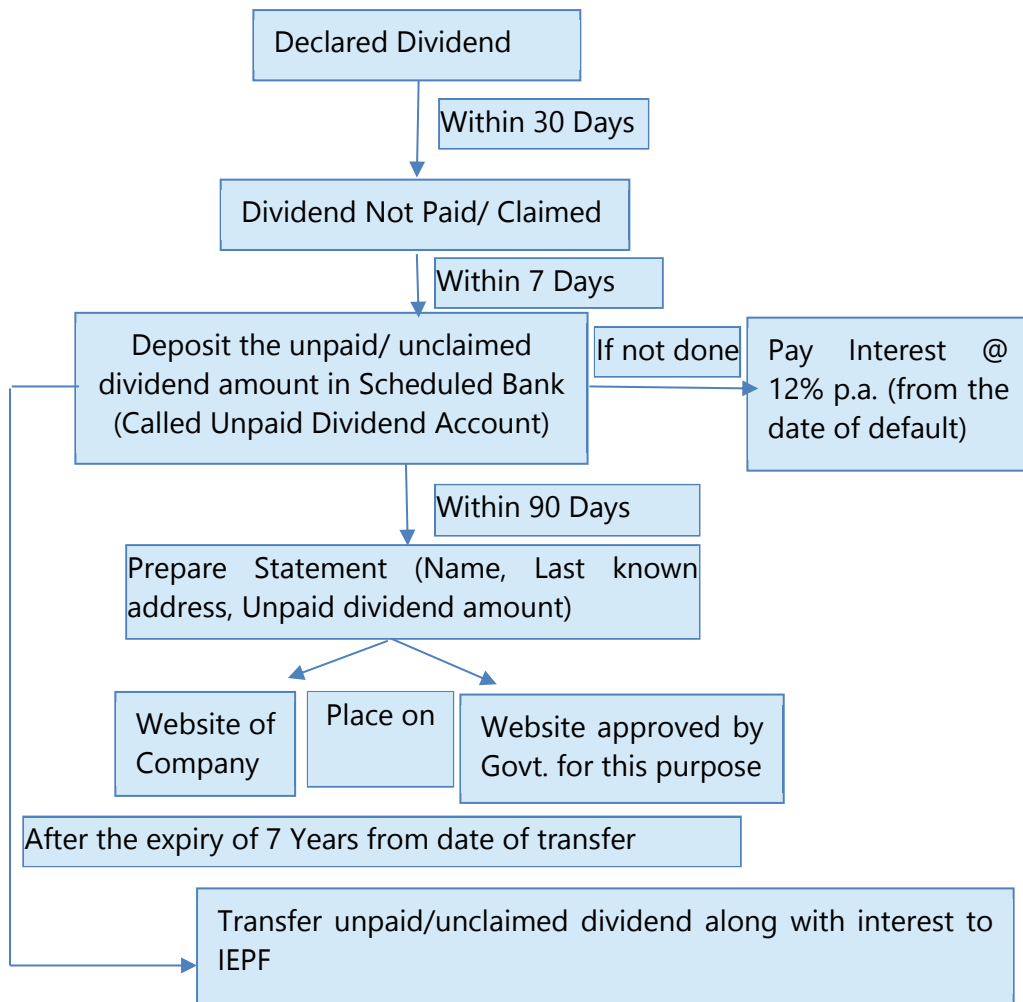 Declared Dividend
Within 30 Days
Dividend Not Paid/ Claimed
Within 7 Days
Deposit the unpaid/ unclaimed
dividend amount in Scheduled Bank
(Called Unpaid Dividend Account)
If not done
Pay Interest @
12% p.a. (from the
date of default)
Within 90 Days
Prepare Statement (Name, Last known
address, Unpaid dividend amount)
Website of
Company
Place on
Website approved by
Govt. for this purpose
After the expiry of 7 Years from date of transfer
Transfer unpaid/unclaimed dividend along with interest to
IEPF